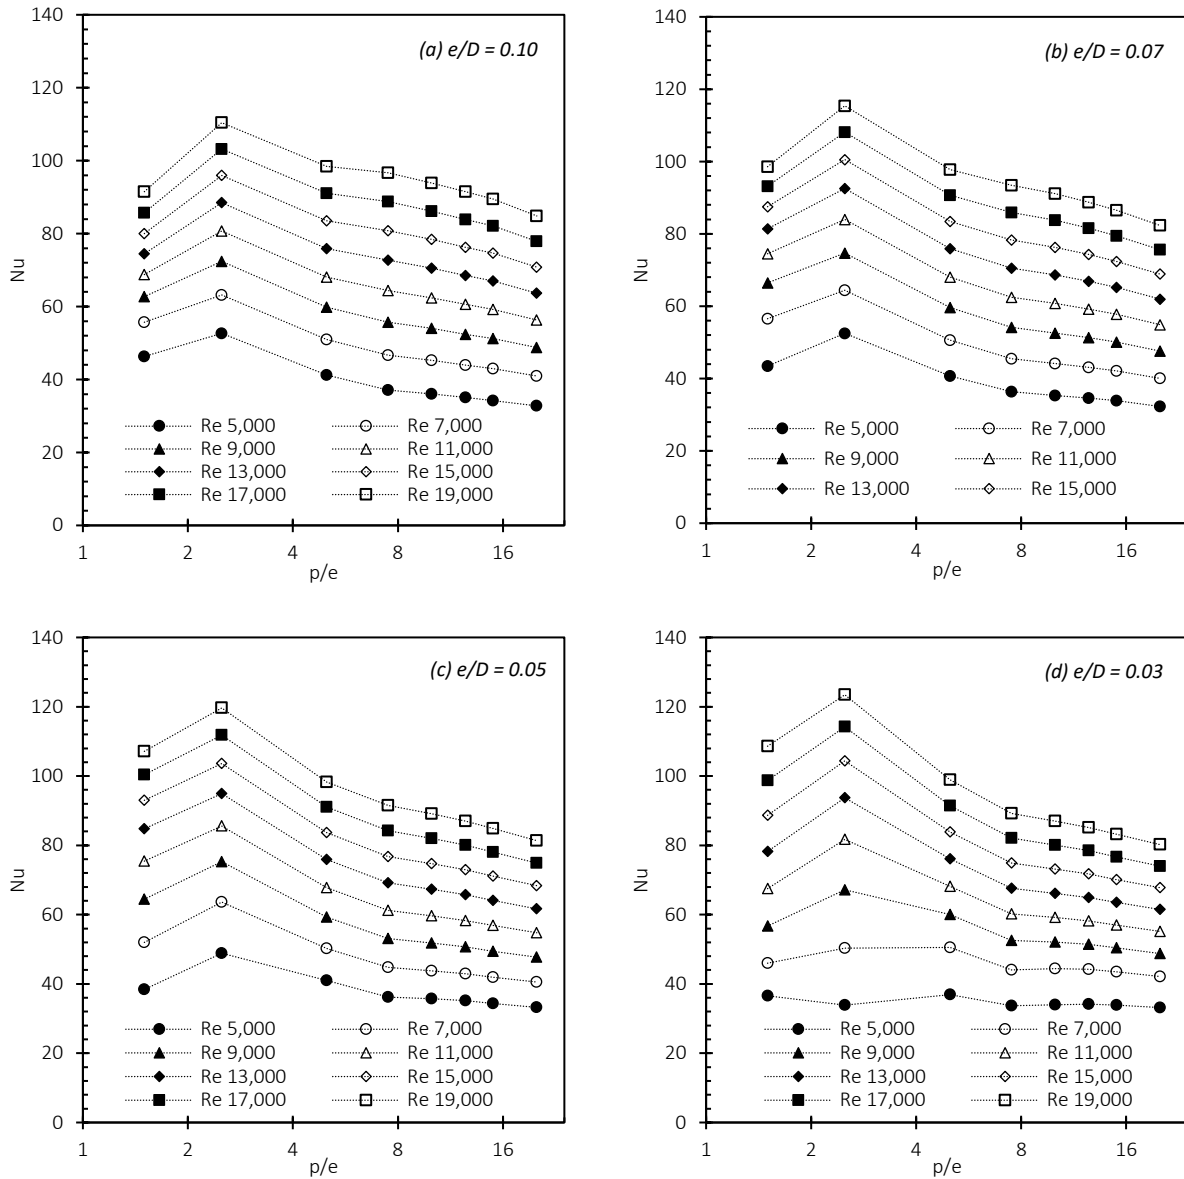 (a) e/D = 0.10
140
120
100
80
60
40
20
0
Nu
Re 5,000 Re 7,000
Re 9,000 Re 11,000
Re 13,000 Re 15,000
Re 17,000 Re 19,000
1 2 4 8 16
p/e
(b) e/D = 0.07
140
120
100
80
60
40
20
0
Nu
Re 5,000 Re 7,000
Re 9,000 Re 11,000
Re 13,000 Re 15,000
1 2 4 8 16
p/e
(c) e/D = 0.05
140
120
100
80
60
40
20
0
Nu
Re 5,000 Re 7,000
Re 9,000 Re 11,000
Re 13,000 Re 15,000
Re 17,000 Re 19,000
1 2 4 8 16
p/e
(d) e/D = 0.03
140
120
100
80
60
40
20
0
Nu
Re 5,000 Re 7,000
Re 9,000 Re 11,000
Re 13,000 Re 15,000
Re 17,000 Re 19,000
1 2 4 8 16
p/e